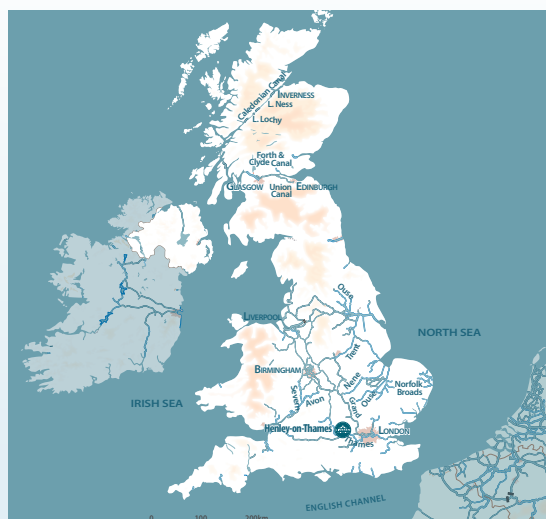 Caledonian Canal
INVERNESS
L. Ness
L. Lochy
Forth &
Clyde Canal
GLASGOW
Union
Canal
EDINBURGH
Ouse
LIVERPOOL
NORTH SEA
Trent
BIRMINGHAM
Nene
Norfolk
Broads
Severn
Avon
Grand
Ouse
IRISH SEA
Henley-on-Thames
LONDON
Thames
ENGLISH CHANNEL
0 100 200km